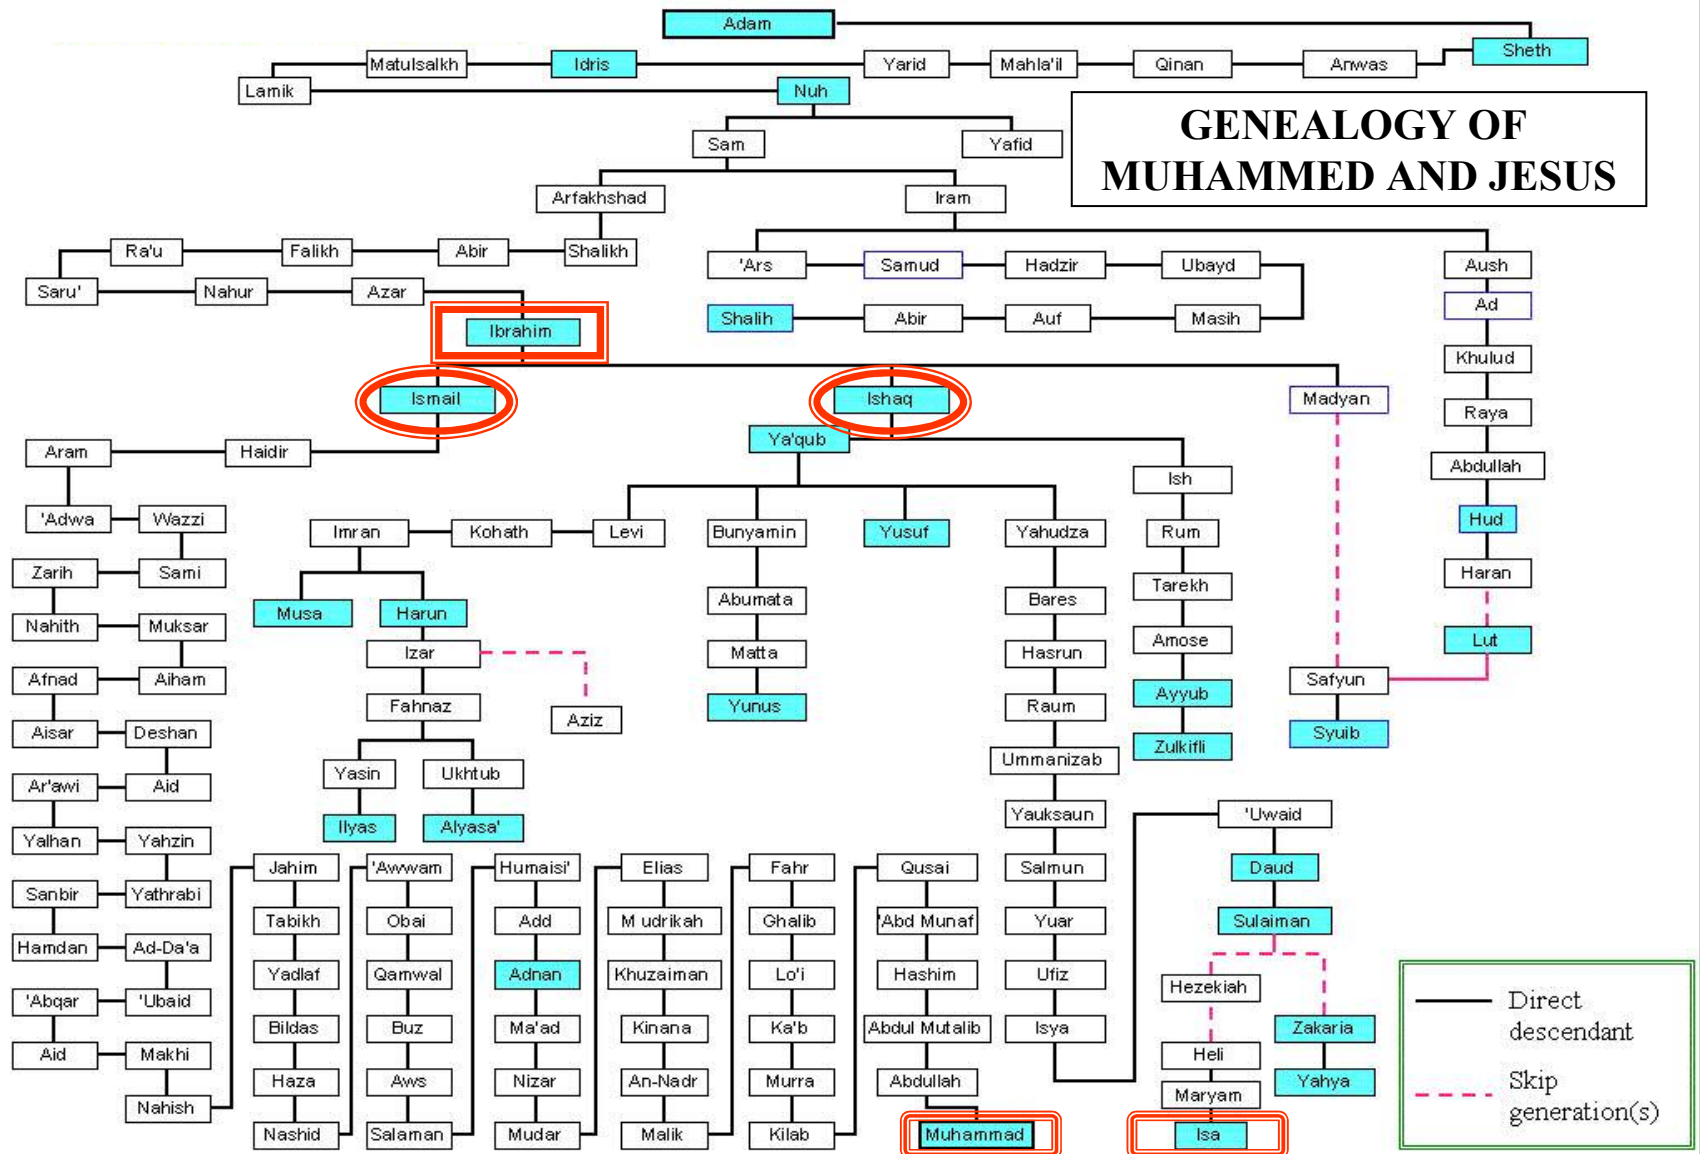 Adam
Sheth
Matulsalkh
Idris
Yarid
Mahla'il
Qinan
Anwas
Lamik
Nuh
GENEALOGY OF
MUHAMMED AND JESUS
Sam
Yafid
Arfakhshad
Iram
Ra'u
Falikh
Abir
Shalikh
'Ars
Samud
Hadzir
Ubayd
Aush
Saru'
Nahur
Azar
Ad
Ibrahim
Shalih
Abir
Auf
Masih
Khulud
Ismail
Ishaq
Madyan
Raya
Aram
Haidir
Ya'qub
Abdullah
Ish
'Adwa
Wazzi
Imran
Kohath
Levi
Bunyamin
Yusuf
Yahudza
Rum
Hud
Zarih
Sami
Tarekh
Haran
Musa
Harun
Abumata
Bares
Nahith
Muksar
Izar
Matta
Hasrun
Amose
Lut
Afnad
Aiham
Safyun
Fahnaz
Aziz
Yunus
Raum
Ayyub
Aisar
Deshan
Zulkifli
Syuib
Yasin
Ukhtub
Ummanizab
Ar'awi
Aid
Ilyas
Alyasa'
Yauksaun
'Uwaid
Yalhan
Yahzin
Jahim
'Awwam
Humaisi'
Elias
Fahr
Qusai
Salmun
Daud
Sanbir
Yathrabi
Tabikh
Obai
Add
Mudrikah
Ghalib
'Abd Munaf
Yuar
Sulaiman
Hamdan
Ad-Da'a
Yadlaf
Qamwal
Adnan
Khuzaiman
Lo'i
Hashim
Ufiz
Hezekiah
'Abqar
'Ubaid
Bildas
Buz
Ma'ad
Kinana
Ka'b
Abdul Mutalib
Isya
Zakaria
Aid
Makhi
Heli
Haza
Aws
Nizar
An-Nadr
Murra
Abdullah
Maryam
Yahya
Nahish
Nashid
Salaman
Mudar
Malik
Kilab
Muhammad
Isa
Direct
descendant
Skip
generation(s)